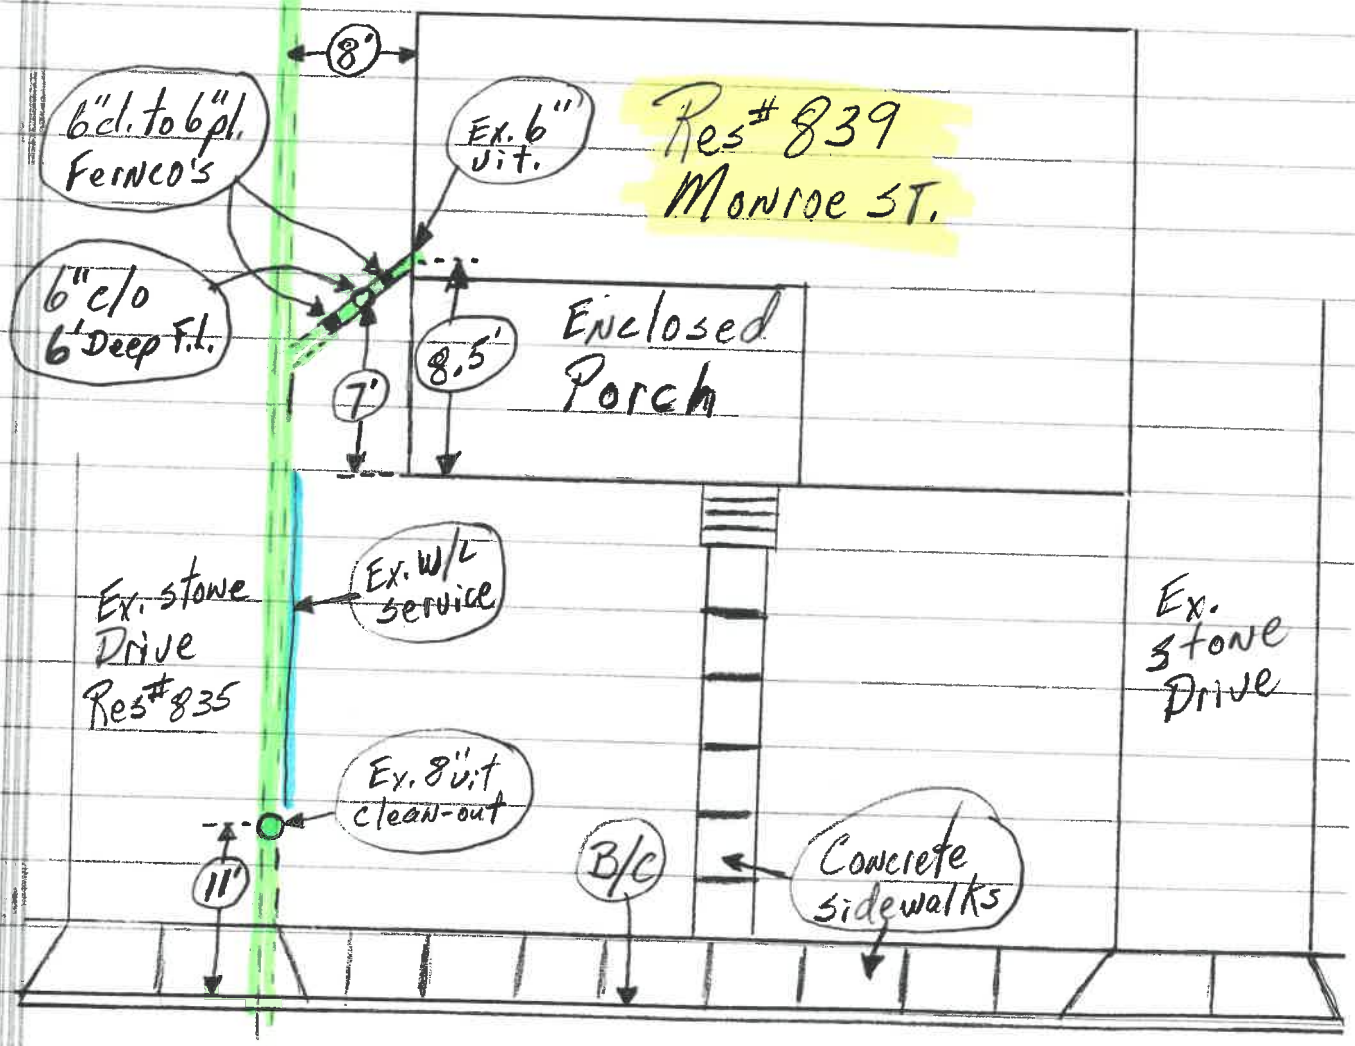 8'
6" cl. to 6" pl.
Fernco's
Ex. 6"
vit.
Res # 839
Monroe St.
6" c/o
6' Deep F.L.
8.5'
7'
Enclosed
Porch
Ex. W/L
service
Ex. stone
Drive
Res # 835
Ex.
stone
Drive
Ex. 8" vit
clean-out
11'
B/C
Concrete
sidewalks